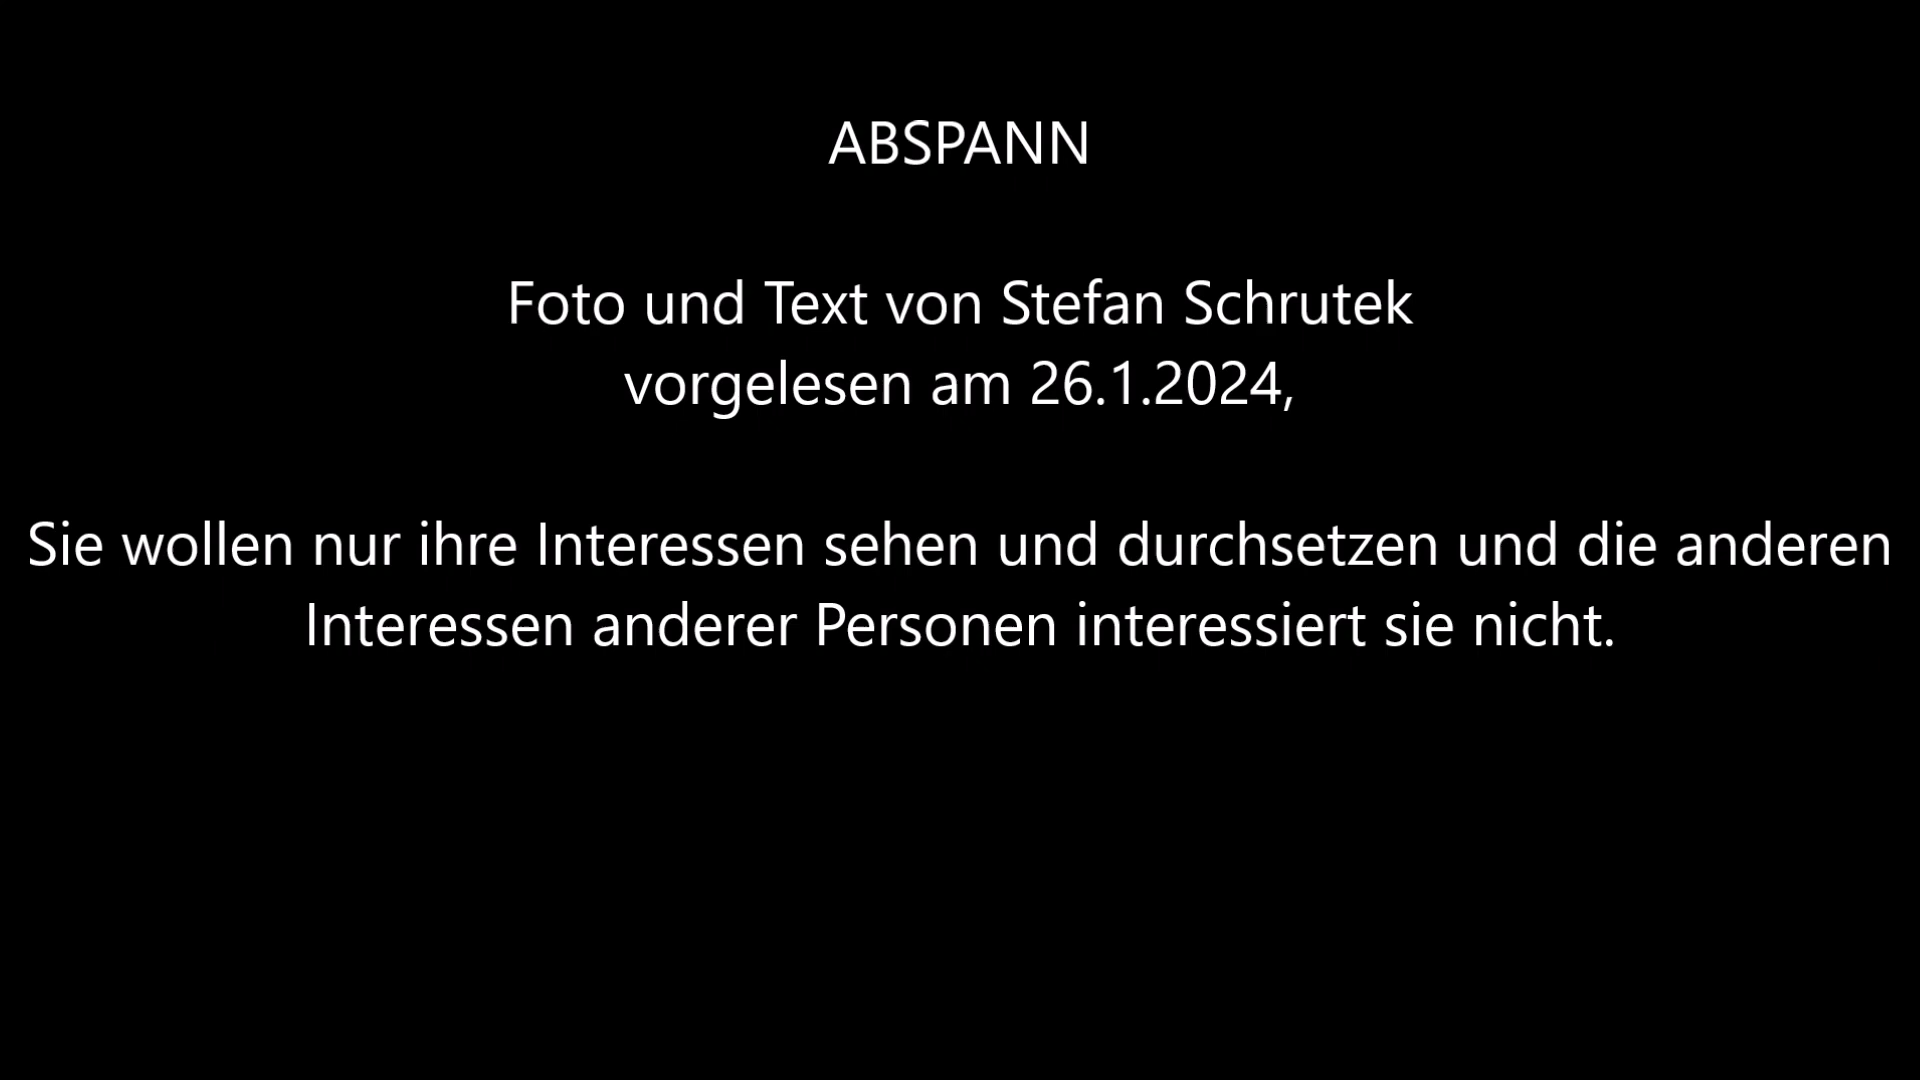 ABSPANN
Foto und Text von Stefan Schrutek
vorgelesen am 26.1.2024,
Sie wollen nur ihre Interessen sehen und durchsetzen und die anderen
Interessen anderer Personen interessiert sie nicht.